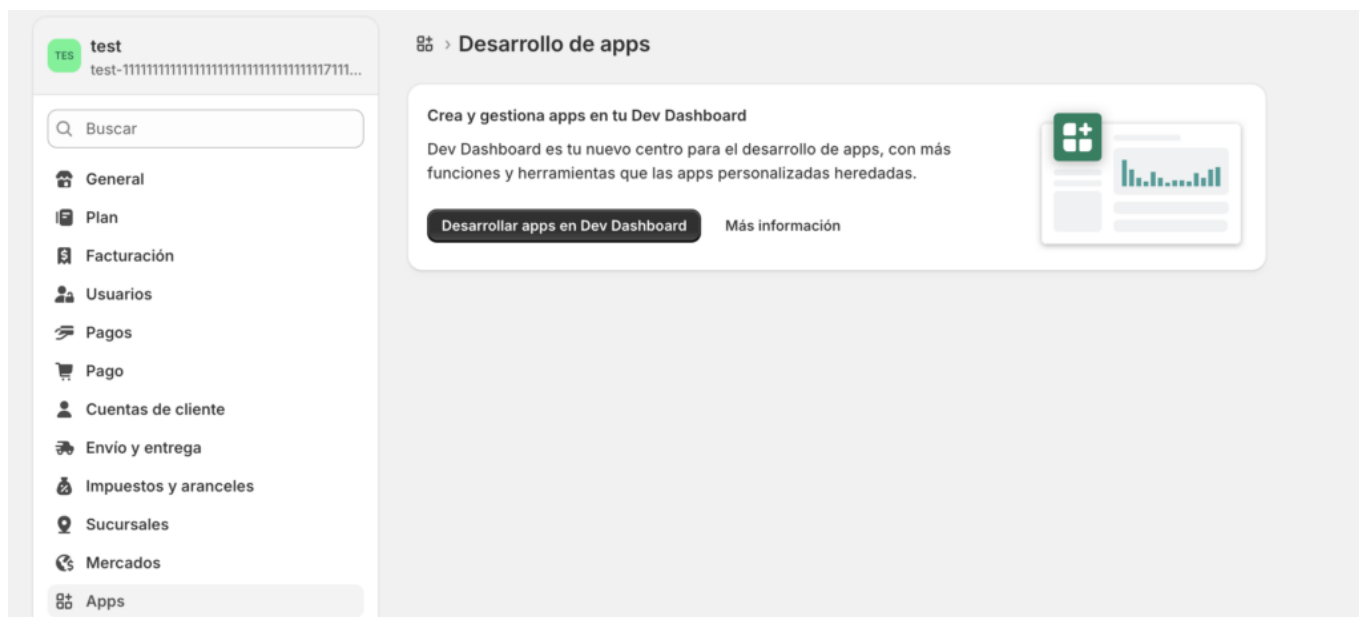 TES
test
test-11111111111111111111111111111111117111...
Buscar
General
Plan
Facturación
Usuarios
Pagos
Pago
Cuentas de cliente
Envío y entrega
Impuestos y aranceles
Sucursales
Mercados
Apps
› Desarrollo de apps
Crea y gestiona apps en tu Dev Dashboard
Dev Dashboard es tu nuevo centro para el desarrollo de apps, con más
funciones y herramientas que las apps personalizadas heredadas.
Desarrollar apps en Dev Dashboard
Más información